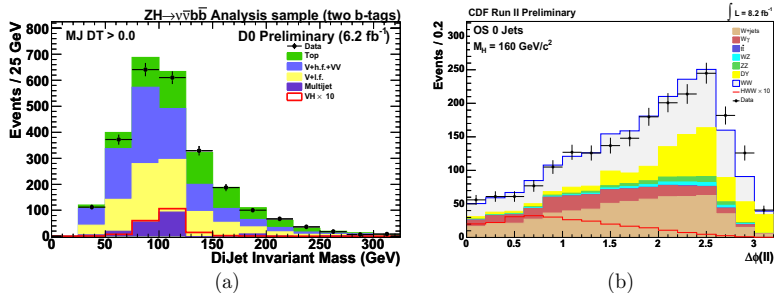 ZH→νν̄bb̄ Analysis sample (two b-tags)
MJ DT > 0.0
D0 Preliminary (6.2 fb⁻¹)
Data
Top
V+h.f.+VV
V+l.f.
Multijet
VH × 10
Events / 25 GeV
800
700
600
500
400
300
200
100
0
0 50 100 150 200 250 300
DiJet Invariant Mass (GeV)
(a)
CDF Run II Preliminary
∫ L = 8.2 fb⁻¹
OS 0 Jets
M_H = 160 GeV/c²
W+jets
Wγ
WZ
ZZ
DY
WW
HWW × 10
Data
Events / 0.2
300
250
200
150
100
50
0
0.0 0.5 1.0 1.5 2.0 2.5 3.0
Δϕ(ll)
(b)